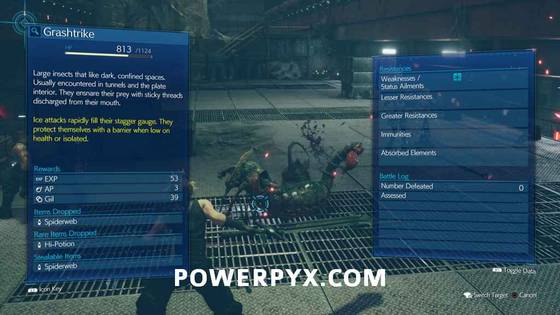 Grashtrike
HP 813 /1124
Large insects that like dark, confined spaces.
Usually encountered in tunnels and the plate
interior. They ensnare their prey with sticky threads
discharged from their mouth.
Ice attacks rapidly fill their stagger gauge. They
protect themselves with a barrier when low on
health or isolated.
Rewards
EXP 53
AP 3
Gil 39
Items Dropped
Spiderweb
Rare Items Dropped
Hi-Potion
Stealable Items
Spiderweb
Icon Key
Resistances
Weaknesses /
Status Ailments
Lesser Resistances
Greater Resistances
Immunities
Absorbed Elements
Battle Log
Number Defeated 0
Assessed
Toggle Data
Switch Target Cancel
POWERPYX.COM